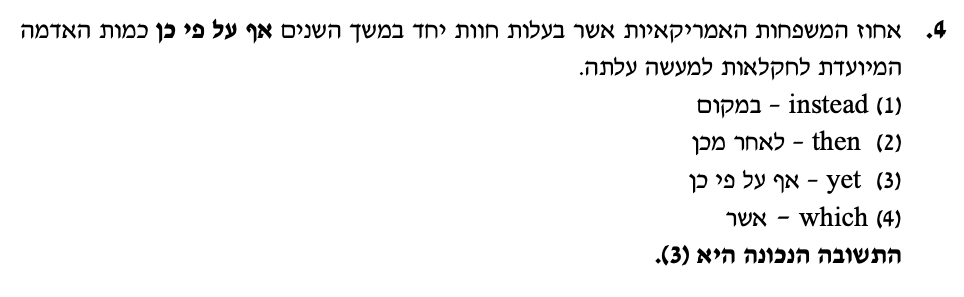 4. אחוז המשפחות האמריקאיות אשר בעלות חוות יחד במשך השנים אף על פי כן כמות האדמה
המיועדת לחקלאות למעשה עלתה.
(1) instead – במקום
(2) then – לאחר מכן
(3) yet – אף על פי כן
(4) which – אשר
התשובה הנכונה היא (3).